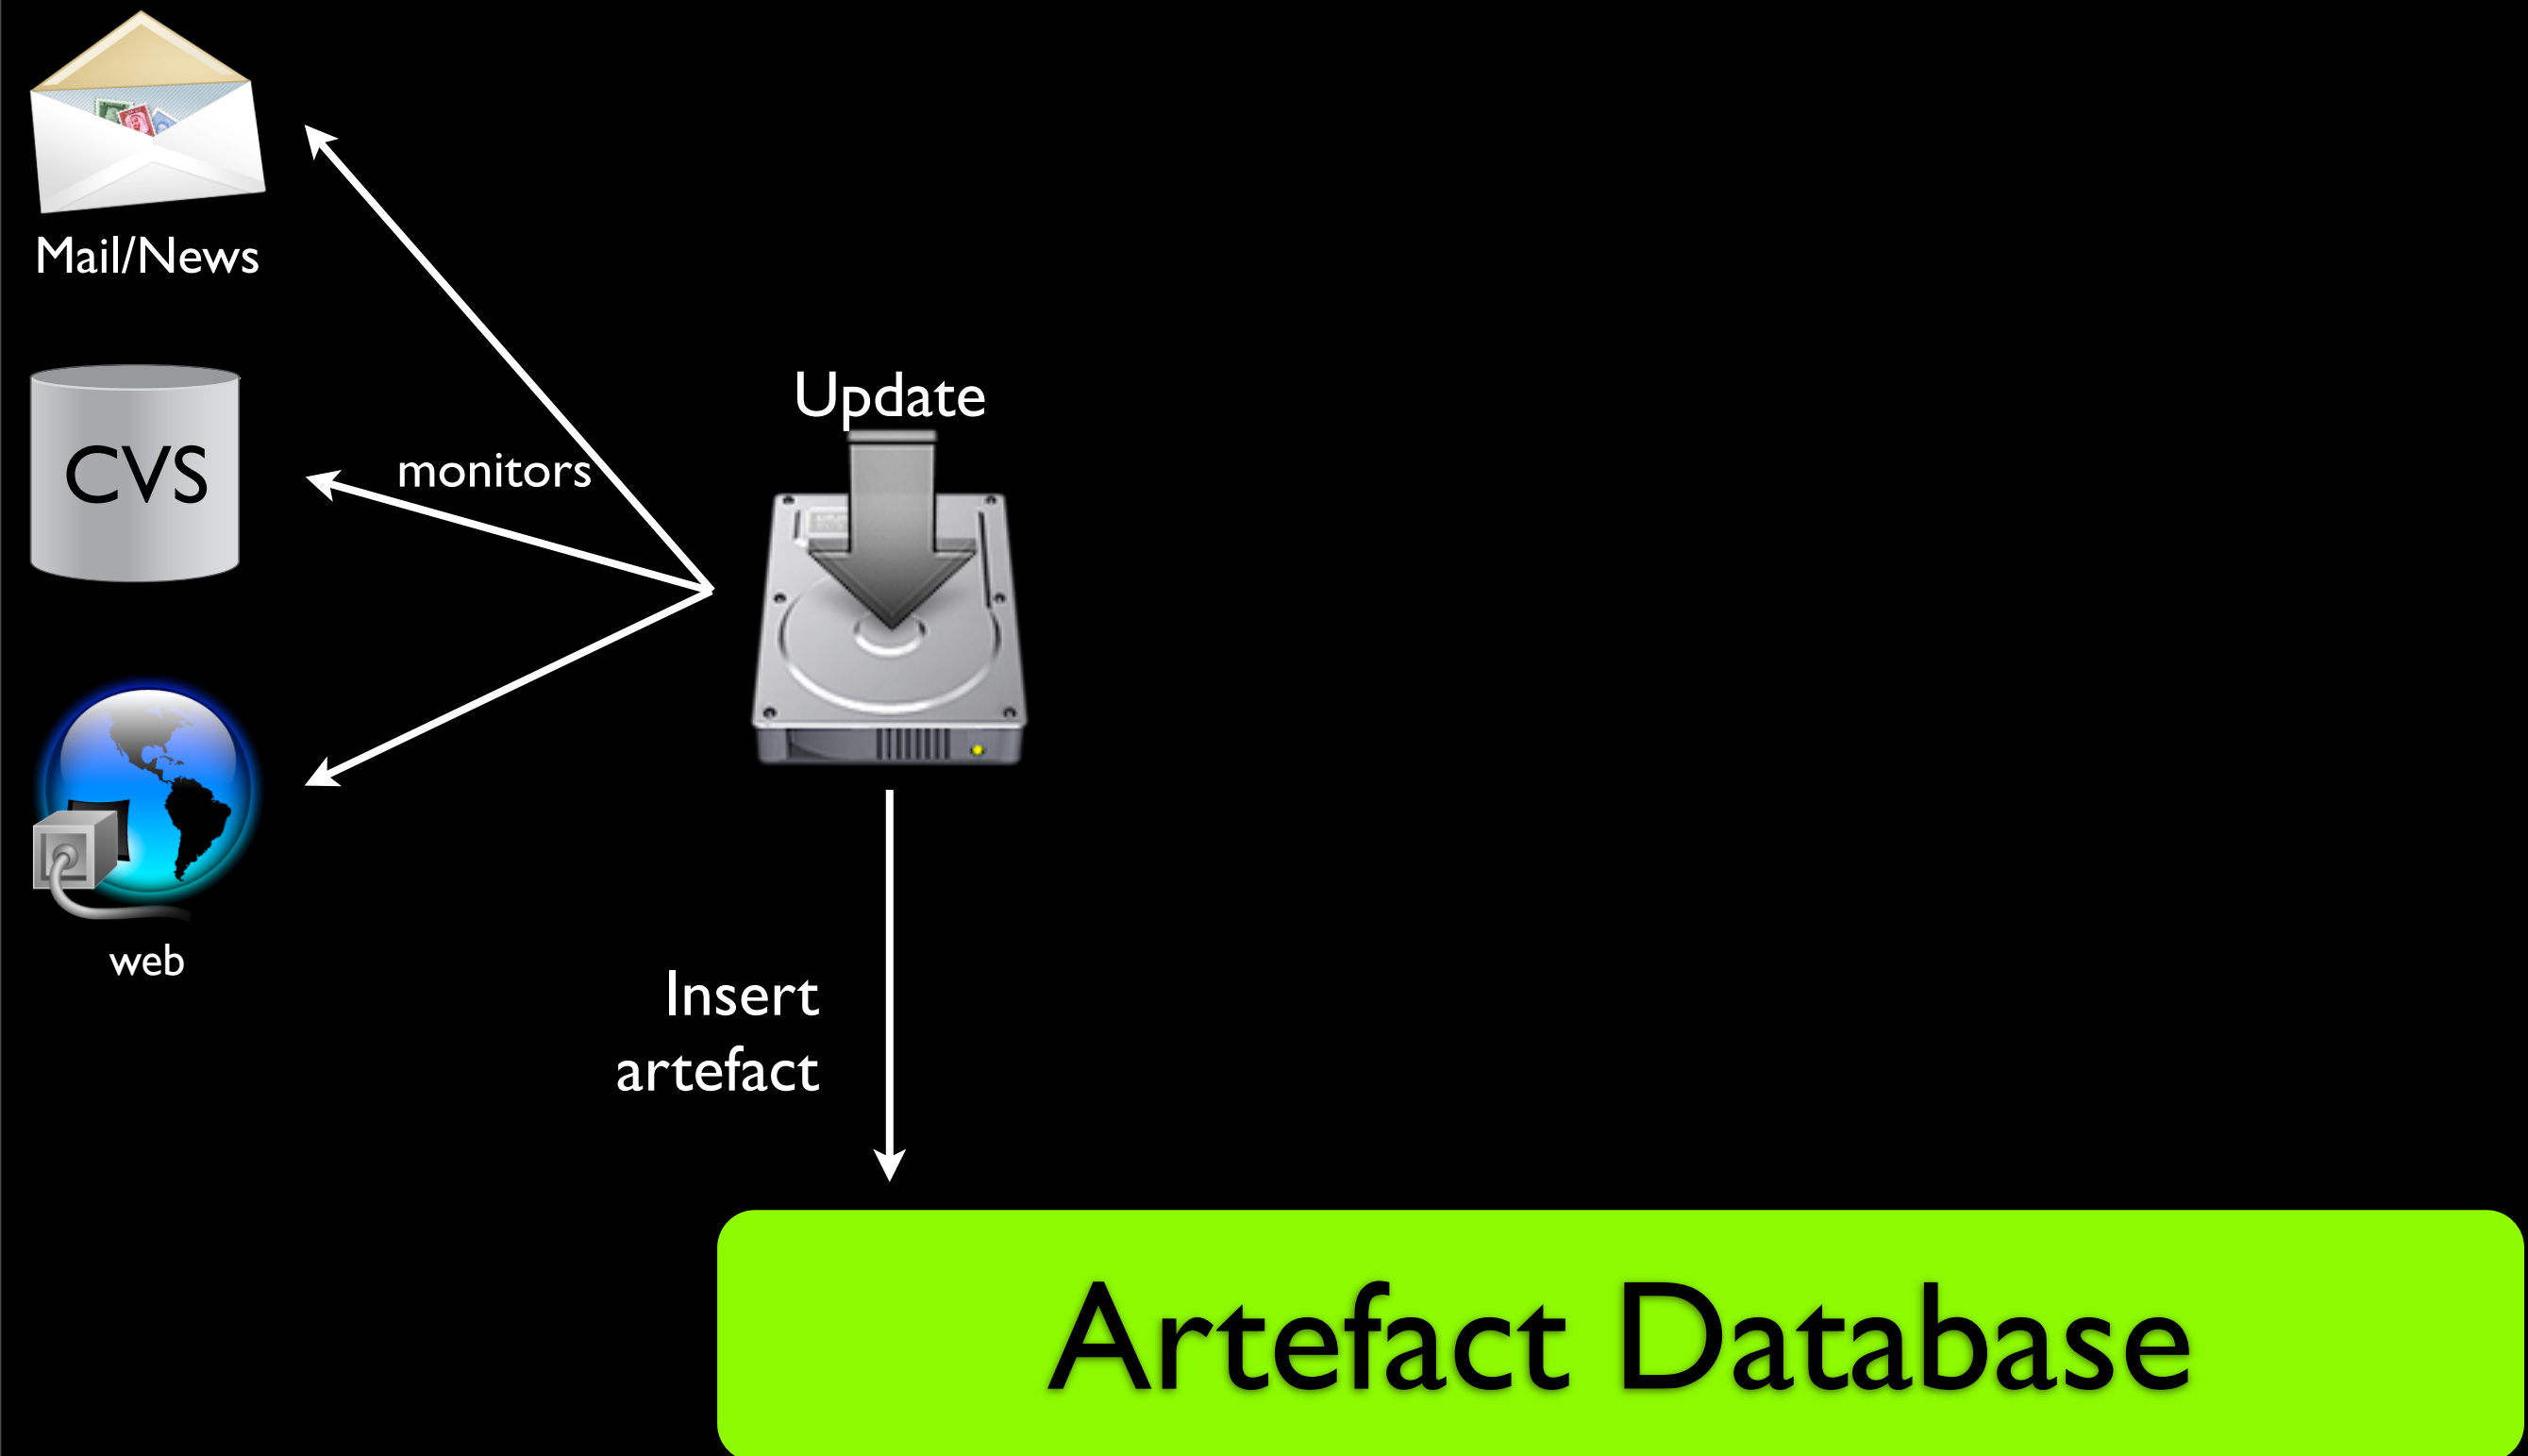 Mail/News
Update
monitors
CVS
web
Insert
artefact
Artefact Database